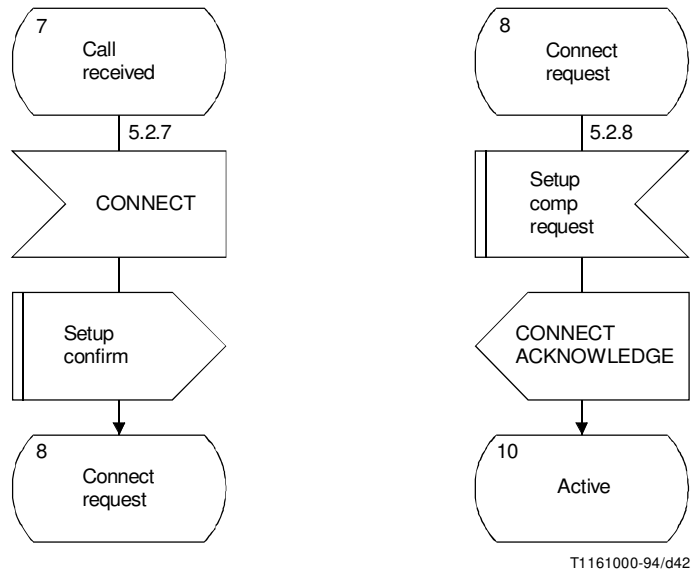 7
Call
received
5.2.7
CONNECT
Setup
confirm
8
Connect
request
8
Connect
request
5.2.8
Setup
comp
request
CONNECT
ACKNOWLEDGE
10
Active
T1161000-94/d42